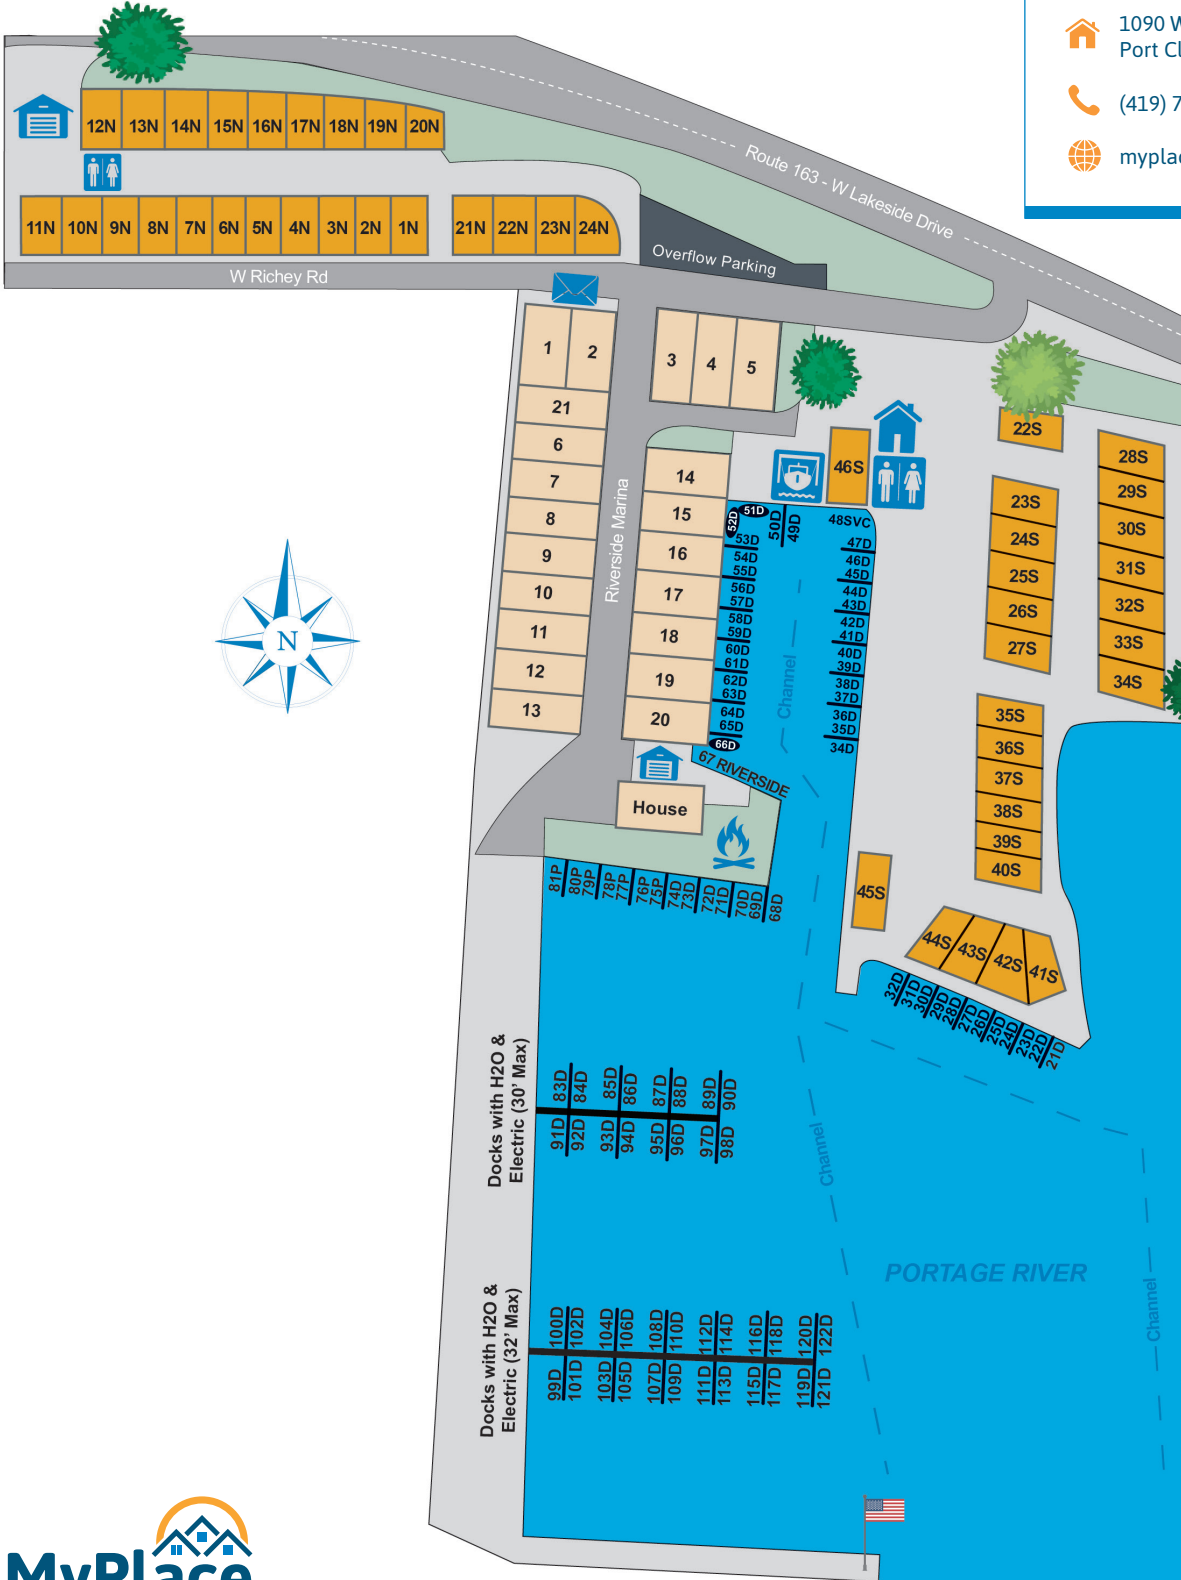 1090 W
Port Cl
(419) 7
myplac
12N 13N 14N 15N 16N 17N 18N 19N 20N
Route 163 - W Lakeside Drive
11N 10N 9N 8N 7N 6N 5N 4N 3N 2N 1N 21N 22N 23N 24N
Overflow Parking
W Richey Rd
1 2
3 4 5
21
6
7
8
9
10
11
12
13
Riverside Marina
14
15
16
17
18
19
20
House
46S
22S
23S
24S
25S
26S
27S
28S
29S
30S
31S
32S
33S
34S
35S
36S
37S
38S
39S
40S
45S
44S 43S 42S 41S
52D 51D 50D 49D 48SVC
53D
54D
55D
56D
57D
58D
59D
60D
61D
62D
63D
64D
65D
66D
67 RIVERSIDE
47D
46D
45D
44D
43D
42D
41D
40D
39D
38D
37D
36D
35D
34D
Channel
N
81P 80P 79P 78P 77P 76P 75P 74D 73D 72D 71D 70D 69D 68D
32D 31D 30D 29D 28D 27D 26D 25D 24D 23D 22D 21D
Docks with H2O &
Electric (30' Max)
83D 84D 85D 86D 87D 88D 89D 90D
91D 92D 93D 94D 95D 96D 97D 98D
Channel
PORTAGE RIVER
Channel
Docks with H2O &
Electric (32' Max)
100D 102D 104D 106D 108D 110D 112D 114D 116D 118D 120D 122D
99D 101D 103D 105D 107D 109D 111D 113D 115D 117D 119D 121D
MyPlace